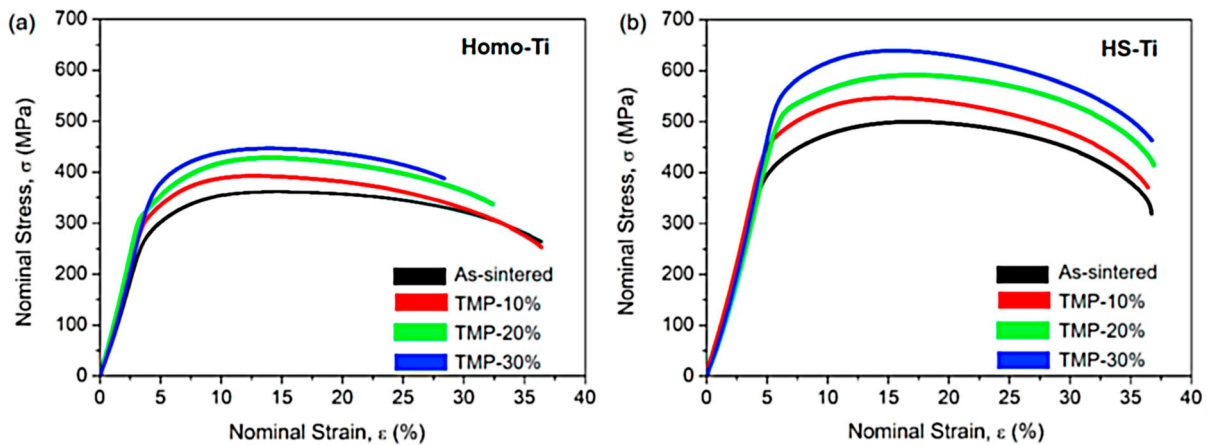 (a)
Homo-Ti
700
600
500
400
300
200
100
0
Nominal Stress, σ (MPa)
As-sintered
TMP-10%
TMP-20%
TMP-30%
0 5 10 15 20 25 30 35 40
Nominal Strain, ε (%)
(b)
HS-Ti
700
600
500
400
300
200
100
0
Nominal Stress, σ (MPa)
As-sintered
TMP-10%
TMP-20%
TMP-30%
0 5 10 15 20 25 30 35 40
Nominal Strain, ε (%)